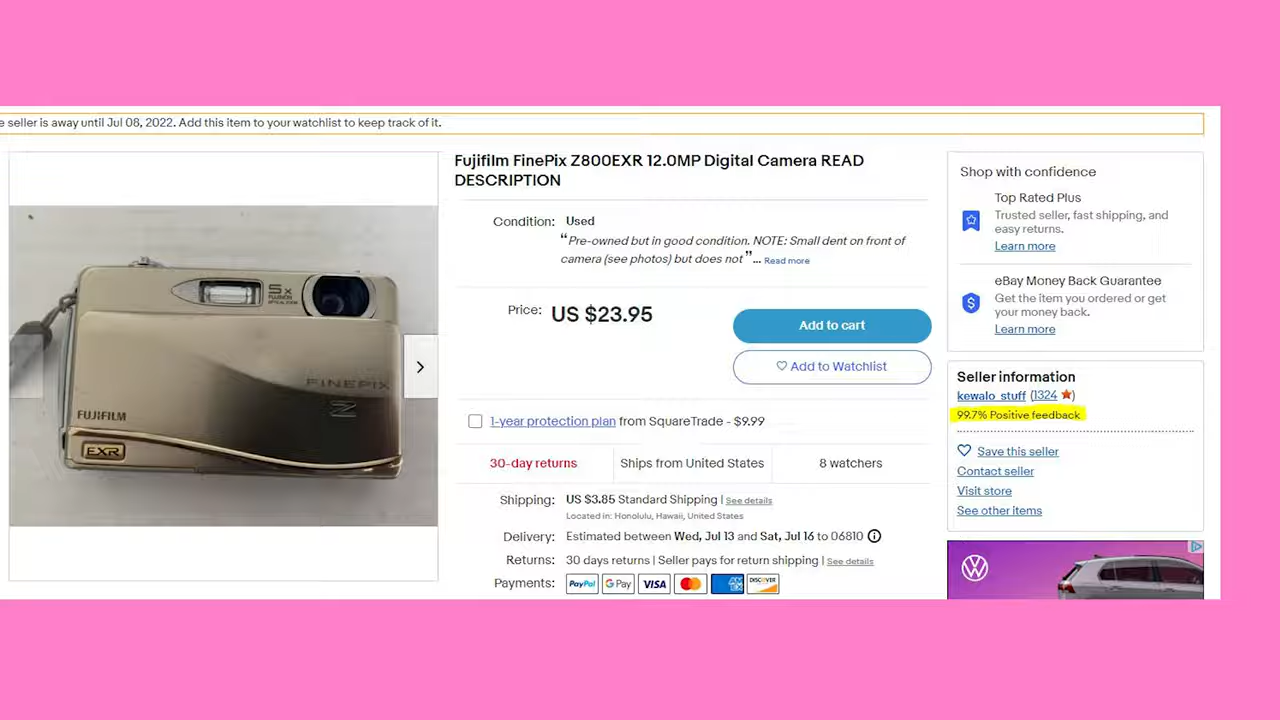 e seller is away until Jul 08, 2022. Add this item to your watchlist to keep track of it.
5x
FUJIFILM
FINEPIX
Z
EXR
Fujifilm FinePix Z800EXR 12.0MP Digital Camera READ
DESCRIPTION
Condition: Used
“Pre-owned but in good condition. NOTE: Small dent on front of
camera (see photos) but does not”... Read more
Price: US $23.95
Add to cart
Add to Watchlist
1-year protection plan from SquareTrade - $9.99
30-day returns
Ships from United States
8 watchers
Shipping: US $3.85 Standard Shipping | See details
Located in: Honolulu, Hawaii, United States
Delivery: Estimated between Wed, Jul 13 and Sat, Jul 16 to 06810
Returns: 30 days returns | Seller pays for return shipping | See details
Payments: PayPal G Pay VISA DISCOVER
Shop with confidence
Top Rated Plus
Trusted seller, fast shipping, and
easy returns.
Learn more
eBay Money Back Guarantee
Get the item you ordered or get
your money back.
Learn more
Seller information
kewalo_stuff (1324)
99.7% Positive feedback
Save this seller
Contact seller
Visit store
See other items